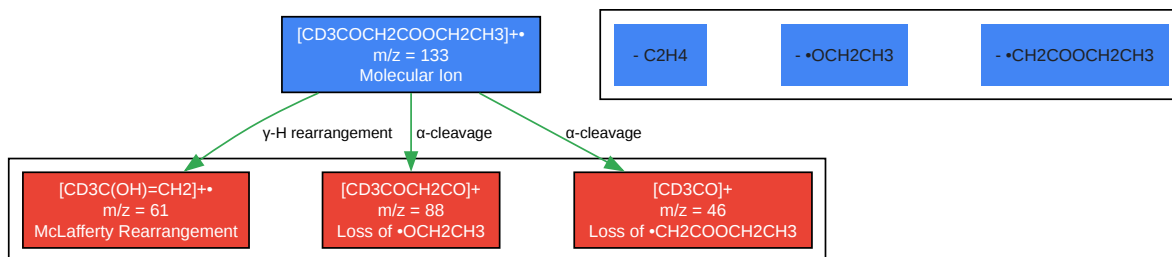 [CD3COCH2COOCH2CH3]+•
m/z = 133
Molecular Ion
- C2H4
- •OCH2CH3
- •CH2COOCH2CH3
γ-H rearrangement
α-cleavage
α-cleavage
[CD3C(OH)=CH2]+•
m/z = 61
McLafferty Rearrangement
[CD3COCH2CO]+
m/z = 88
Loss of •OCH2CH3
[CD3CO]+
m/z = 46
Loss of •CH2COOCH2CH3